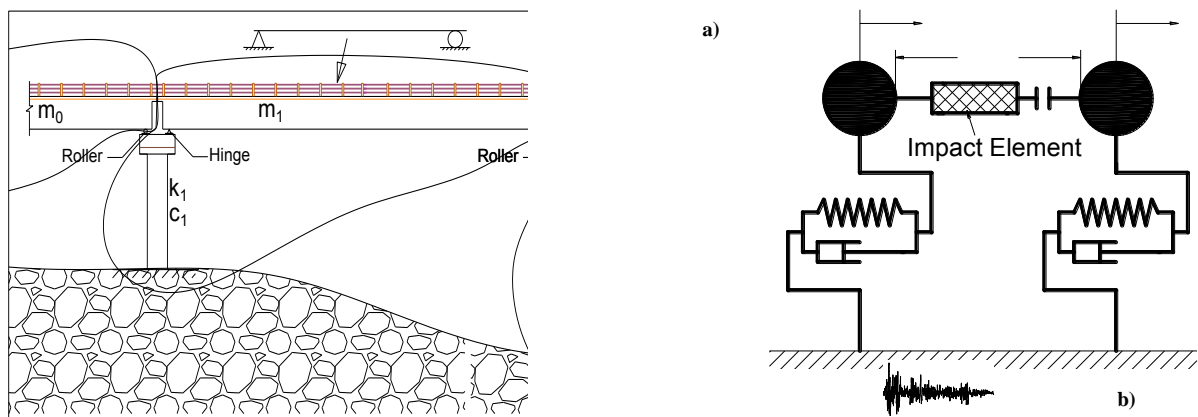 a)
m0
m1
Roller
Hinge
Roller
k1
c1
Impact Element
b)